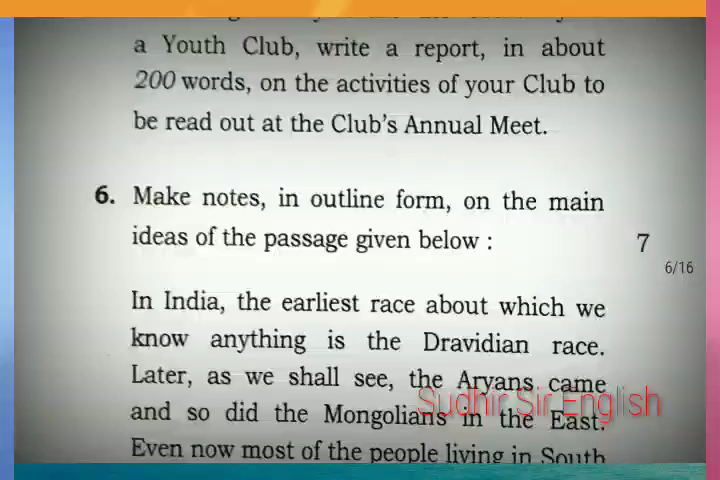 a Youth Club, write a report, in about
200 words, on the activities of your Club to
be read out at the Club's Annual Meet.
6. Make notes, in outline form, on the main
ideas of the passage given below :
7
6/16
In India, the earliest race about which we
know anything is the Dravidian race.
Later, as we shall see, the Aryans came
and so did the Mongolians in the East.
Sudhir Sir English
Even now most of the people living in South